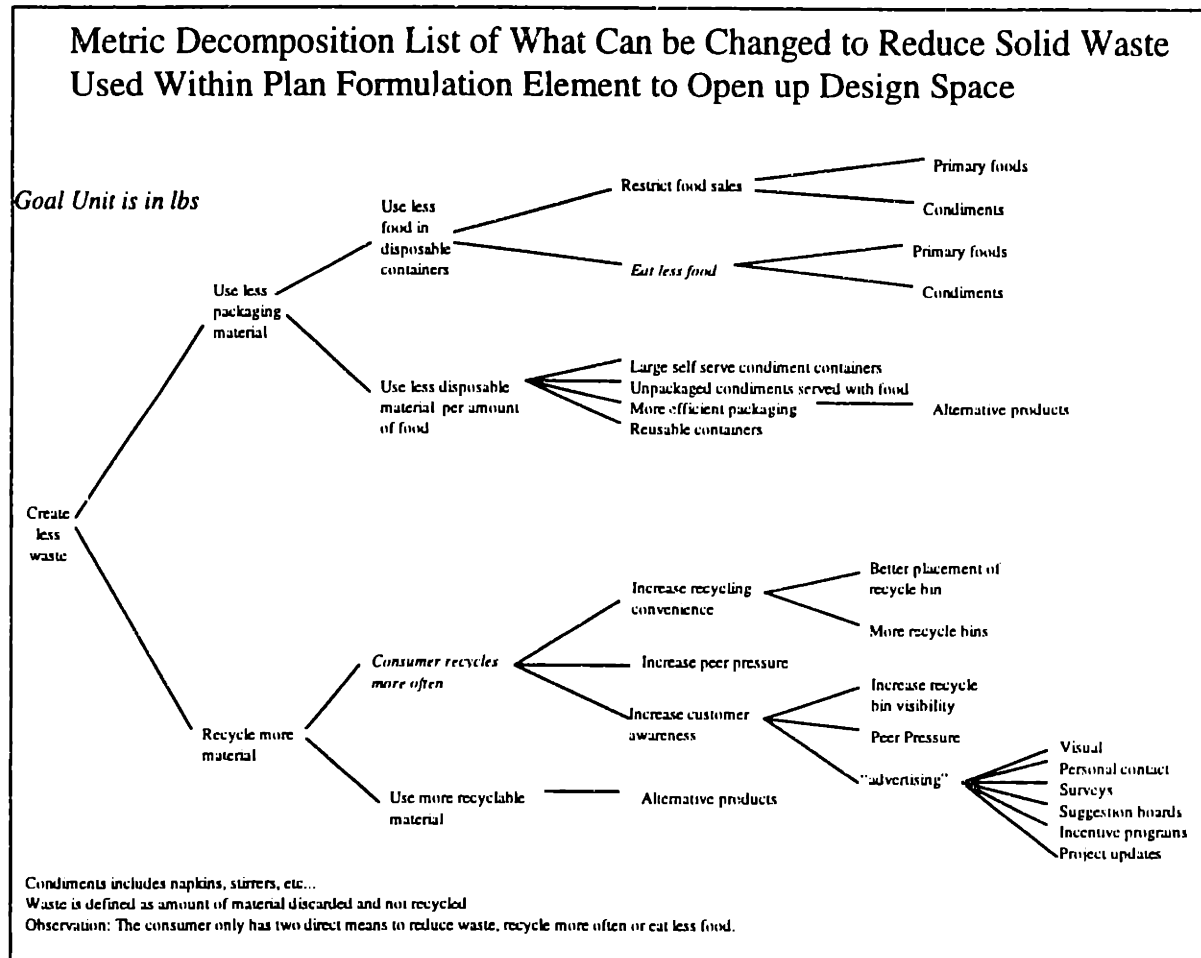 Metric Decomposition List of What Can be Changed to Reduce Solid Waste
Used Within Plan Formulation Element to Open up Design Space
Goal Unit is in lbs
Create
less
waste
Use less
packaging
material
Use less
food in
disposable
containers
Restrict food sales
Primary foods
Condiments
Eat less food
Primary foods
Condiments
Use less disposable
material per amount
of food
Large self serve condiment containers
Unpackaged condiments served with food
More efficient packaging
Reusable containers
Alternative products
Recycle more
material
Consumer recycles
more often
Increase recycling
convenience
Better placement of
recycle bin
More recycle bins
Increase peer pressure
Increase customer
awareness
Increase recycle
bin visibility
Peer Pressure
"advertising"
Visual
Personal contact
Surveys
Suggestion boards
Incentive programs
Project updates
Use more recyclable
material
Alternative products
Condiments includes napkins, stirrers, etc...
Waste is defined as amount of material discarded and not recycled
Observation: The consumer only has two direct means to reduce waste, recycle more often or eat less food.